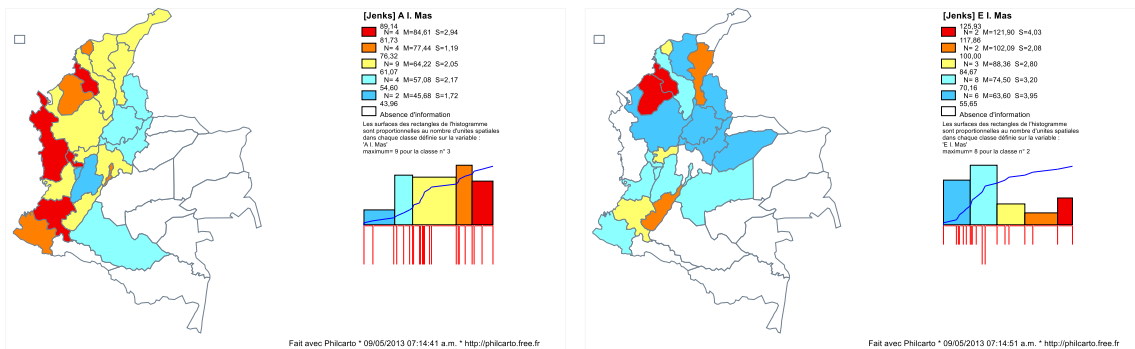 [Jenks] A I. Mas
89,14
N= 4 M=84,61 S=2,94
81,73
N= 4 M=77,44 S=1,19
76,32
N= 9 M=64,22 S=2,05
61,07
N= 4 M=57,08 S=2,17
54,60
N= 2 M=45,68 S=1,72
43,96
Absence d'information
Les surfaces des rectangles de l'histogramme
sont proportionnelles au nombre d'unites spatiales
dans chaque classe définie sur la variable :
'A I. Mas'
maximum= 9 pour la classe n° 3
Fait avec Philcarto * 09/05/2013 07:14:41 a.m. * http://philcarto.free.fr
[Jenks] E I. Mas
125,93
N= 2 M=121,90 S=4,03
117,86
N= 2 M=102,09 S=2,08
100,00
N= 3 M=88,36 S=2,80
84,67
N= 8 M=74,50 S=3,20
70,16
N= 6 M=63,60 S=3,95
55,65
Absence d'information
Les surfaces des rectangles de l'histogramme
sont proportionnelles au nombre d'unites spatiales
dans chaque classe définie sur la variable :
'E I. Mas'
maximum= 8 pour la classe n° 2
Fait avec Philcarto * 09/05/2013 07:14:51 a.m. * http://philcarto.free.fr